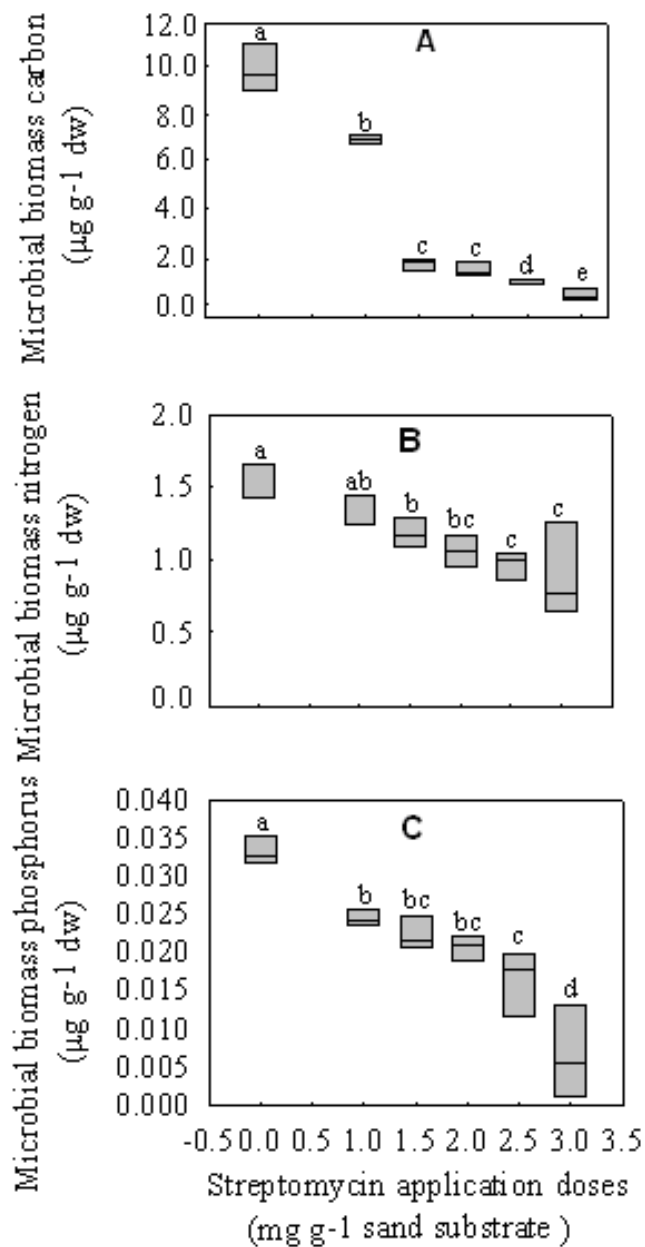 Microbial biomass carbon
(µg g-1 dw)
12.0
10.0
8.0
6.0
4.0
2.0
0.0
A
a
b
c
c
d
e
Microbial biomass nitrogen
(µg g-1 dw)
2.0
1.5
1.0
0.5
0.0
B
a
ab
b
bc
c
c
Microbial biomass phosphorus
(µg g-1 dw)
0.040
0.035
0.030
0.025
0.020
0.015
0.010
0.005
0.000
C
a
b
bc
bc
c
d
-0.5 0.0 0.5 1.0 1.5 2.0 2.5 3.0 3.5
Streptomycin application doses
(mg g-1 sand substrate )